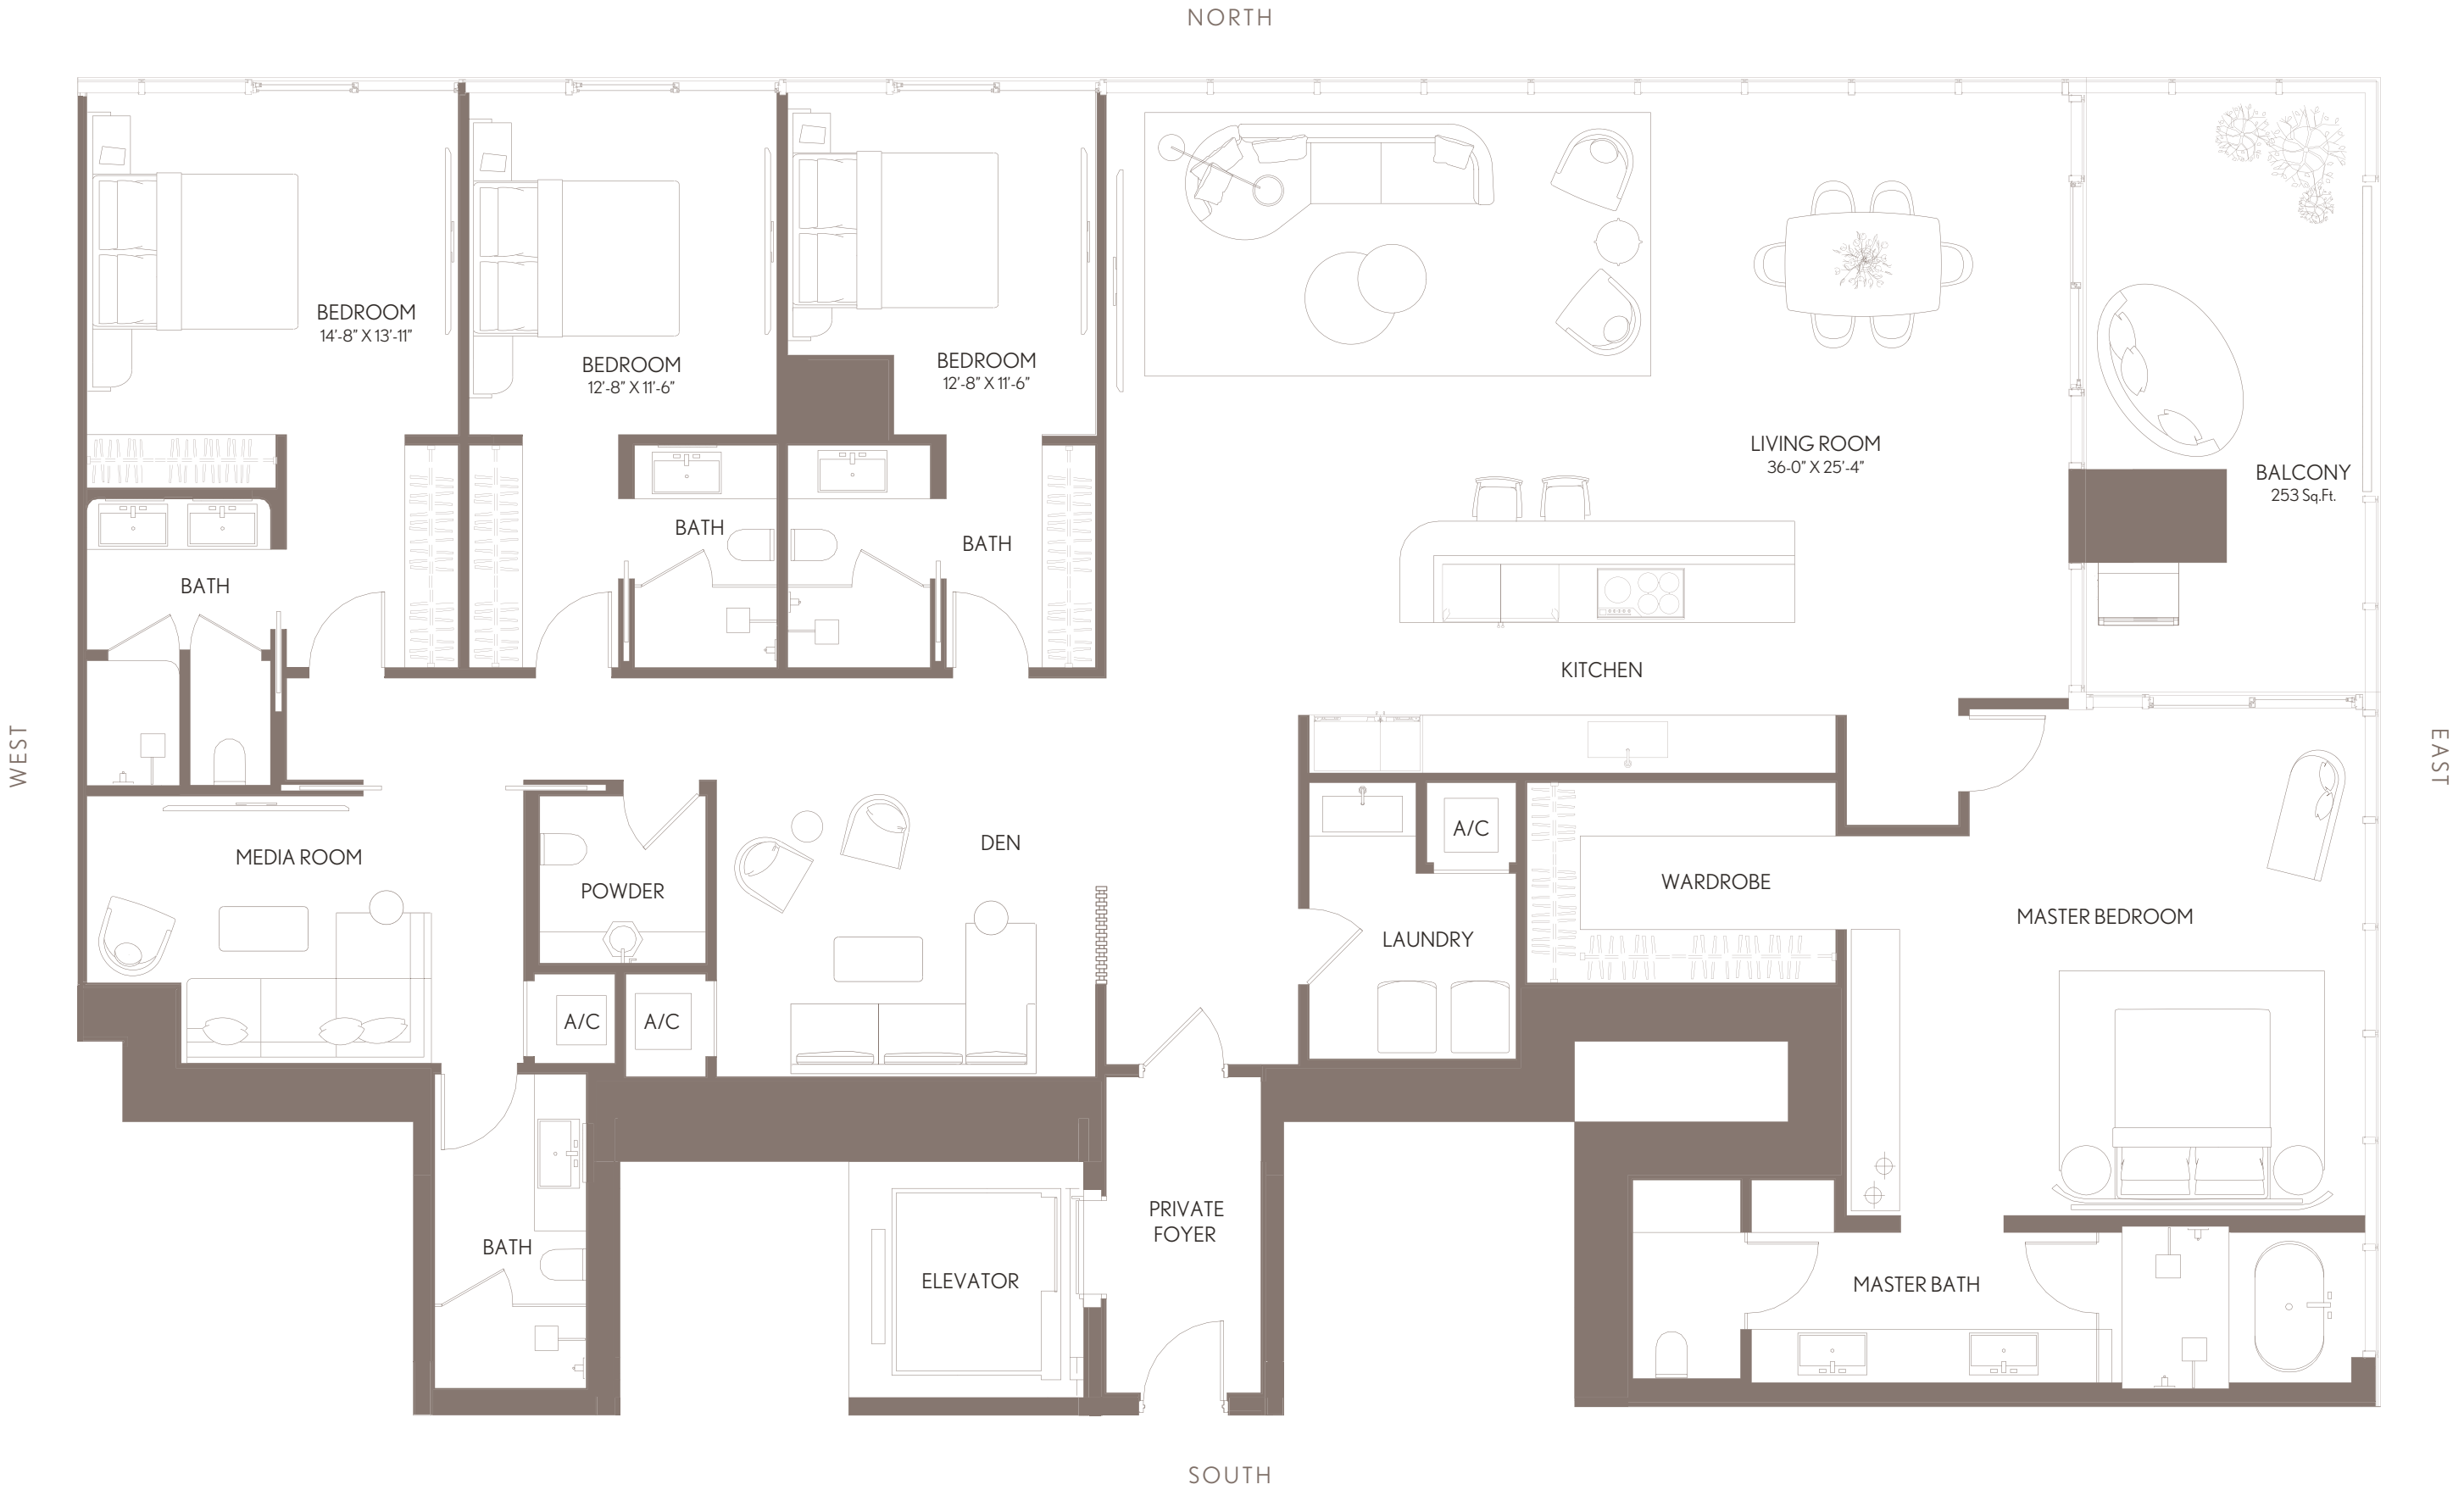 NORTH
BEDROOM
14'-8" X 13'-11"
BEDROOM
12'-8" X 11'-6"
BEDROOM
12'-8" X 11'-6"
LIVING ROOM
36-0" X 25'-4"
BALCONY
253 Sq.Ft.
BATH
BATH
BATH
KITCHEN
WEST
EAST
MEDIA ROOM
POWDER
DEN
A/C
WARDROBE
LAUNDRY
MASTER BEDROOM
A/C
A/C
PRIVATE
FOYER
BATH
ELEVATOR
MASTER BATH
SOUTH